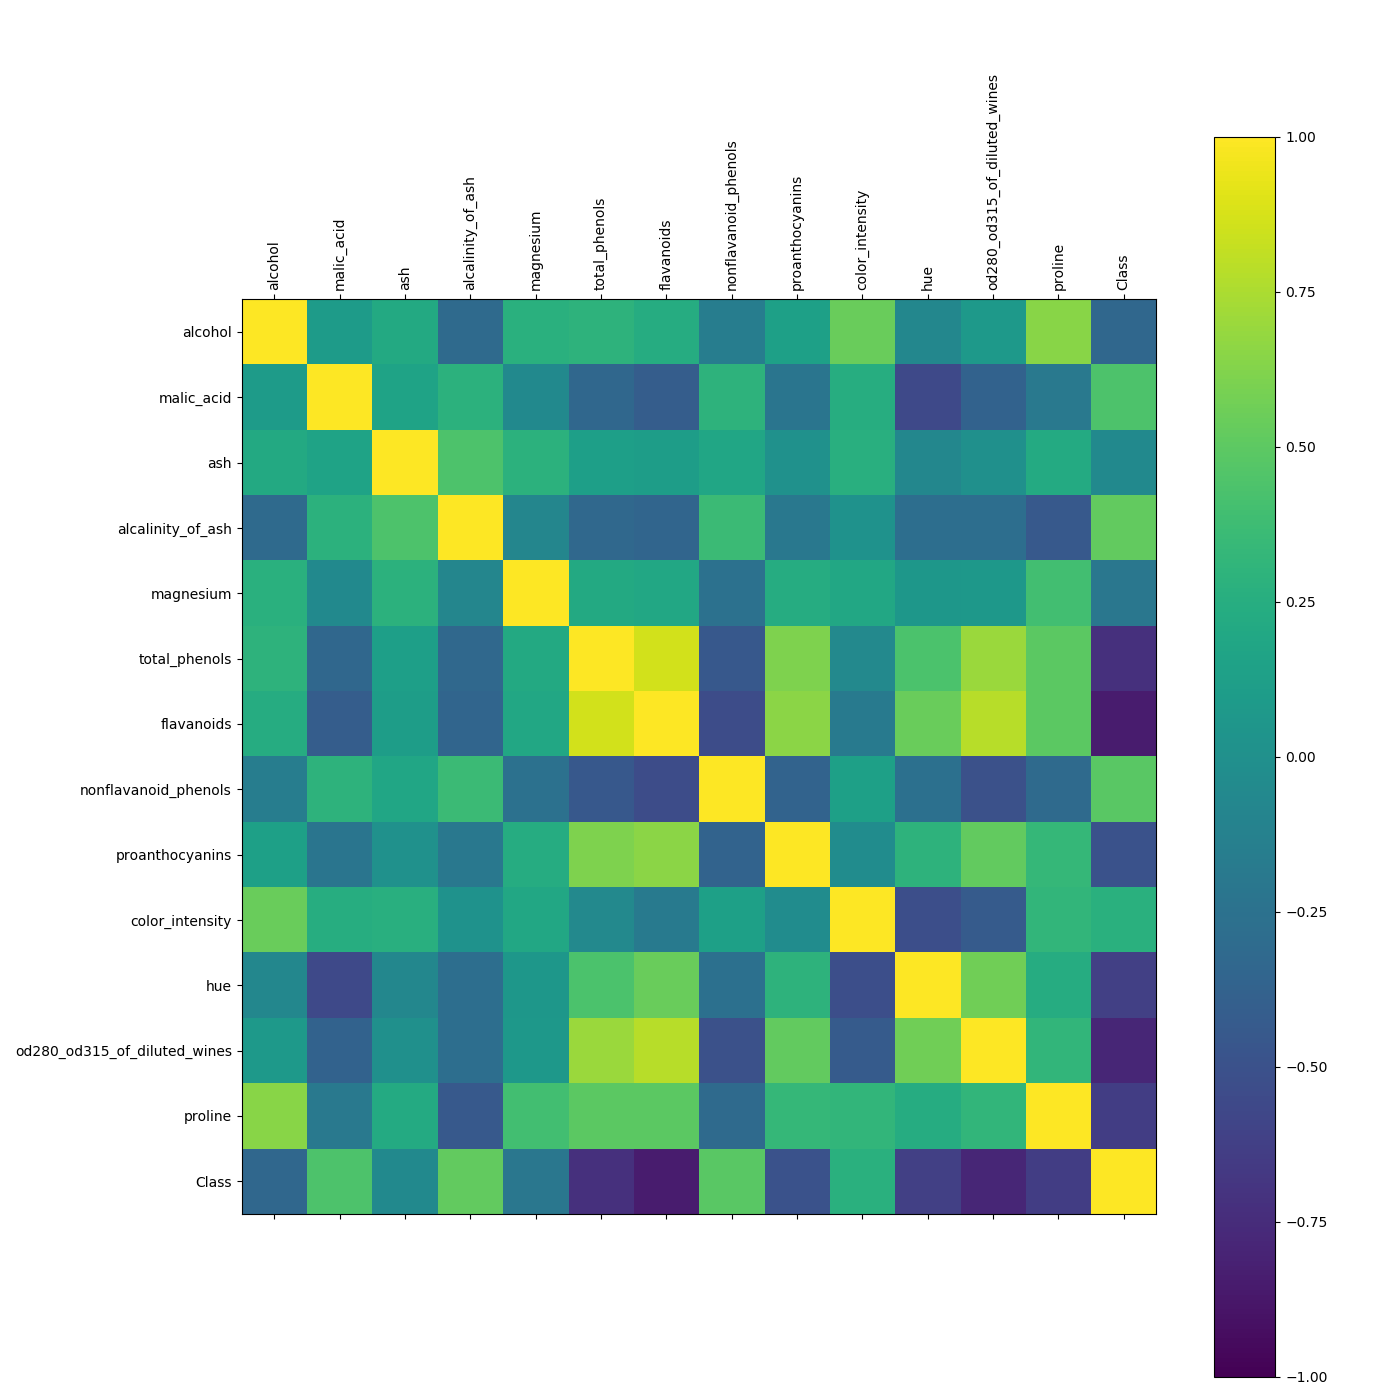 alcohol
malic_acid
ash
alcalinity_of_ash
magnesium
total_phenols
flavanoids
nonflavanoid_phenols
proanthocyanins
color_intensity
hue
od280_od315_of_diluted_wines
proline
Class
alcohol
malic_acid
ash
alcalinity_of_ash
magnesium
total_phenols
flavanoids
nonflavanoid_phenols
proanthocyanins
color_intensity
hue
od280_od315_of_diluted_wines
proline
Class
1.00
0.75
0.50
0.25
0.00
−0.25
−0.50
−0.75
−1.00